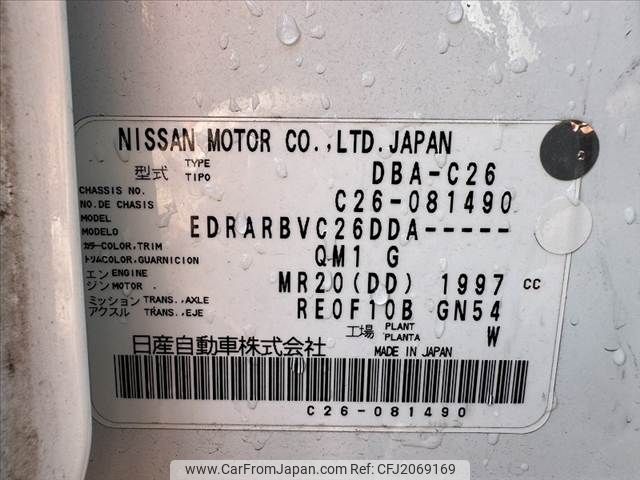 NISSAN MOTOR CO.,LTD.JAPAN
型式 TYPE TIPO DBA-C26
CHASSIS NO. NO.DE CHASIS C26-081490
MODEL MODELO EDRARBVC26DDA-----
カラー COLOR,TRIM トリム COLOR,GUARNICION QM1 G
エンジン ENGINE MOTOR MR20(DD) 1997 CC
ミッション アクスル TRANS.,AXLE TRANS.,EJE RE0F10B GN54
工場 PLANT PLANTA W
日産自動車株式会社 MADE IN JAPAN
C26-081490
www.CarFromJapan.com | CFJ2069169